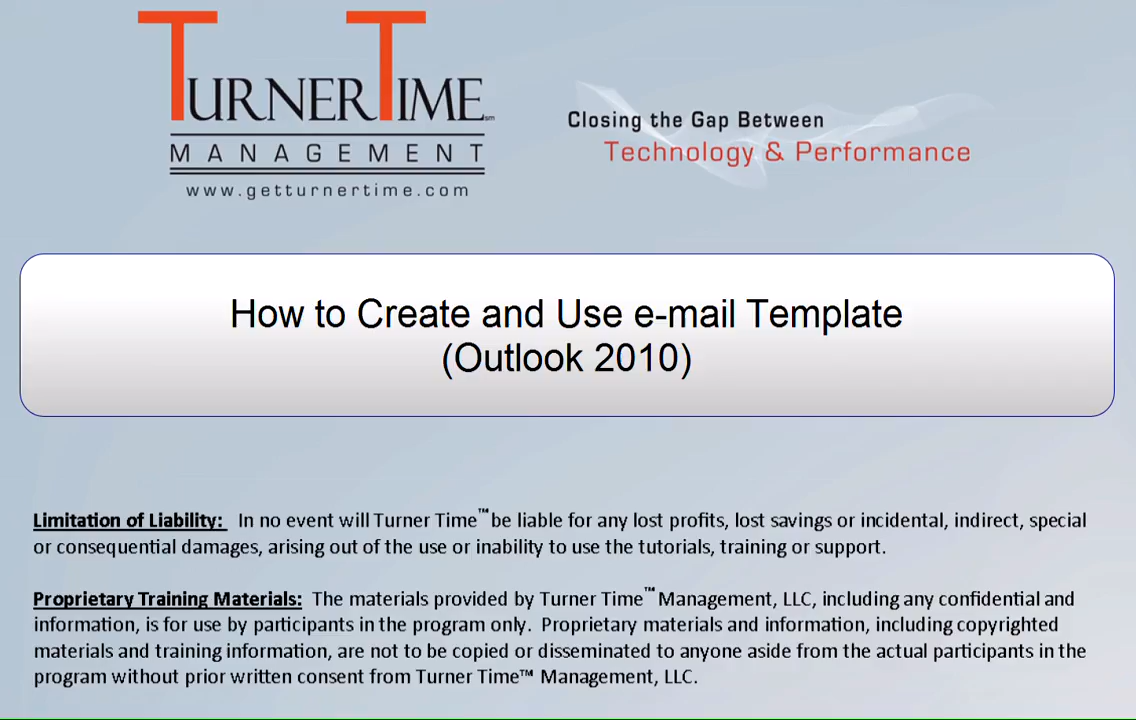 TURNERTIME sm
MANAGEMENT
www.getturnertime.com
Closing the Gap Between
Technology & Performance
How to Create and Use e-mail Template
(Outlook 2010)
Limitation of Liability: In no event will Turner Time™ be liable for any lost profits, lost savings or incidental, indirect, special
or consequential damages, arising out of the use or inability to use the tutorials, training or support.
Proprietary Training Materials: The materials provided by Turner Time™ Management, LLC, including any confidential and
information, is for use by participants in the program only. Proprietary materials and information, including copyrighted
materials and training information, are not to be copied or disseminated to anyone aside from the actual participants in the
program without prior written consent from Turner Time™ Management, LLC.